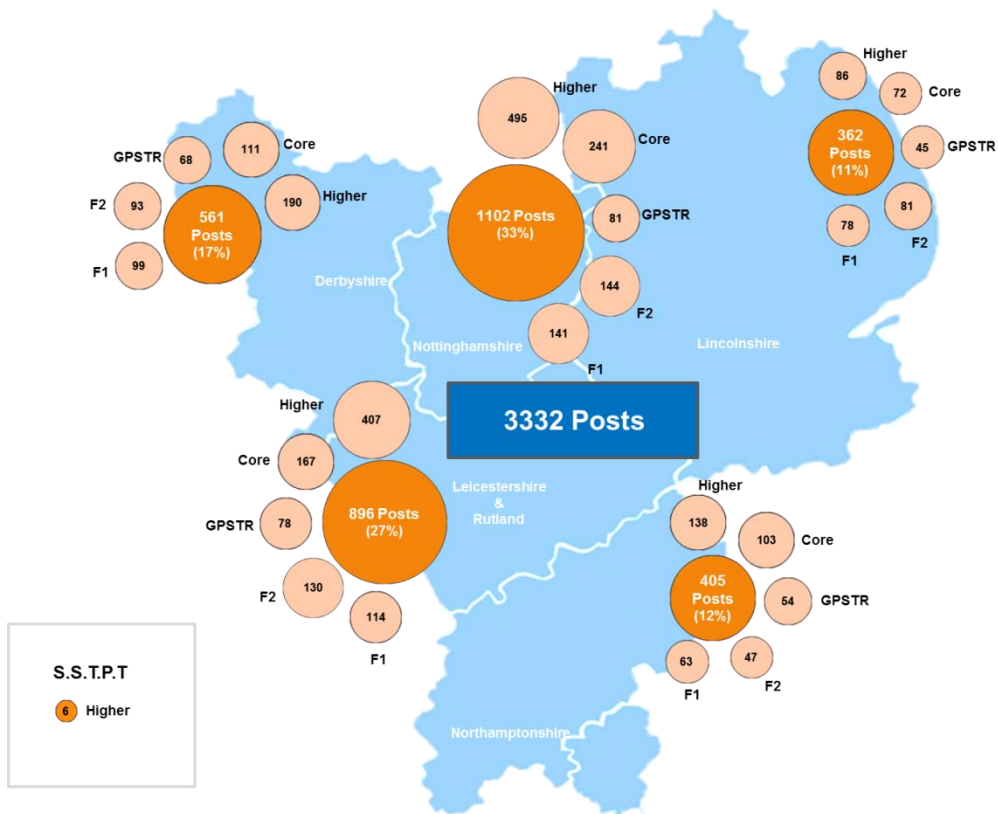 Higher
495
Core
241
1102 Posts
(33%)
81
GPSTR
144
F2
141
F1
Higher
86
72
Core
362
Posts
(11%)
45
GPSTR
81
F2
78
F1
GPSTR
68
111
Core
F2
93
190
Higher
561
Posts
(17%)
F1
99
Derbyshire
Nottinghamshire
Lincolnshire
3332 Posts
Higher
407
Core
167
GPSTR
78
896 Posts
(27%)
F2
130
114
F1
Leicestershire
&
Rutland
Higher
138
103
Core
405
Posts
(12%)
54
GPSTR
63
F1
47
F2
Northamptonshire
S.S.T.P.T
6 Higher